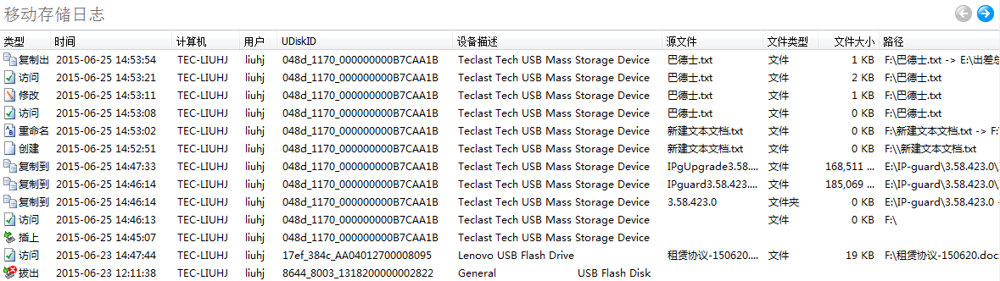 移动存储日志
类型 时间 计算机 用户 UDiskID 设备描述 源文件 文件类型 文件大小 路径
复制出 2015-06-25 14:53:54 TEC-LIUHJ liuhj 048d_1170_000000000B7CAA1B Teclast Tech USB Mass Storage Device 巴德士.txt 文件 1 KB F:\巴德士.txt -> E:\出差总
访问 2015-06-25 14:53:21 TEC-LIUHJ liuhj 048d_1170_000000000B7CAA1B Teclast Tech USB Mass Storage Device 巴德士.txt 文件 2 KB F:\巴德士.txt
修改 2015-06-25 14:53:11 TEC-LIUHJ liuhj 048d_1170_000000000B7CAA1B Teclast Tech USB Mass Storage Device 巴德士.txt 文件 1 KB F:\巴德士.txt
访问 2015-06-25 14:53:08 TEC-LIUHJ liuhj 048d_1170_000000000B7CAA1B Teclast Tech USB Mass Storage Device 巴德士.txt 文件 0 KB F:\巴德士.txt
重命名 2015-06-25 14:53:02 TEC-LIUHJ liuhj 048d_1170_000000000B7CAA1B Teclast Tech USB Mass Storage Device 新建文本文档.txt 文件 0 KB F:\新建文本文档.txt -> F:\
创建 2015-06-25 14:52:51 TEC-LIUHJ liuhj 048d_1170_000000000B7CAA1B Teclast Tech USB Mass Storage Device 新建文本文档.txt 文件 0 KB F:\\新建文本文档.txt
复制到 2015-06-25 14:47:33 TEC-LIUHJ liuhj 048d_1170_000000000B7CAA1B Teclast Tech USB Mass Storage Device IPgUpgrade3.58.... 文件 168,511 ... E:\IP-guard\3.58.423.0\
复制到 2015-06-25 14:46:14 TEC-LIUHJ liuhj 048d_1170_000000000B7CAA1B Teclast Tech USB Mass Storage Device IPguard3.58.423.... 文件 185,069 ... E:\IP-guard\3.58.423.0\
复制到 2015-06-25 14:46:14 TEC-LIUHJ liuhj 048d_1170_000000000B7CAA1B Teclast Tech USB Mass Storage Device 3.58.423.0 文件夹 0 KB E:\IP-guard\3.58.423.0 -
访问 2015-06-25 14:46:13 TEC-LIUHJ liuhj 048d_1170_000000000B7CAA1B Teclast Tech USB Mass Storage Device 文件 0 KB F:\
插上 2015-06-25 14:45:07 TEC-LIUHJ liuhj 048d_1170_000000000B7CAA1B Teclast Tech USB Mass Storage Device
访问 2015-06-23 14:47:44 TEC-LIUHJ liuhj 17ef_384c_AA04012700008095 Lenovo USB Flash Drive 租赁协议-150620.... 文件 19 KB F:\租赁协议-150620.doc
拔出 2015-06-23 12:11:38 TEC-LIUHJ liuhj 8644_8003_1318200000002822 General USB Flash Disk